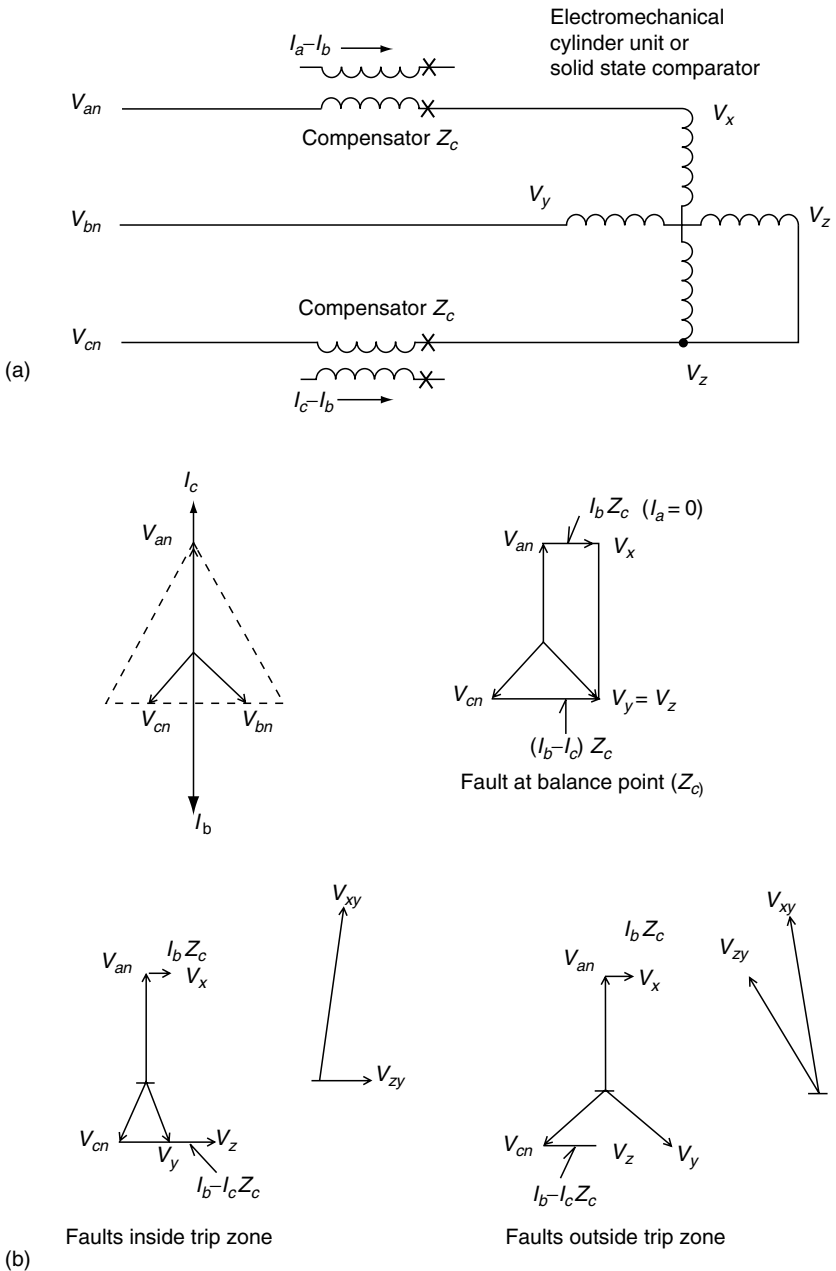 Electromechanical
cylinder unit or
solid state comparator
Ia–Ib
Van
Vx
Compensator Zc
Vy
Vbn
Vz
Compensator Zc
Vcn
(a)
Vz
Ic–Ib
Ic
Van
Vcn
Vbn
Ib
IbZc (Ia = 0)
Van
Vx
Vcn
Vy = Vz
(Ib–Ic) Zc
Fault at balance point (Zc)
Vxy
Van
IbZc
Vx
Vzy
Vcn
Vy
Vz
Ib–IcZc
Faults inside trip zone
Vxy
IbZc
Vzy
Van
Vx
Vcn
Vz
Vy
Ib–IcZc
Faults outside trip zone
(b)